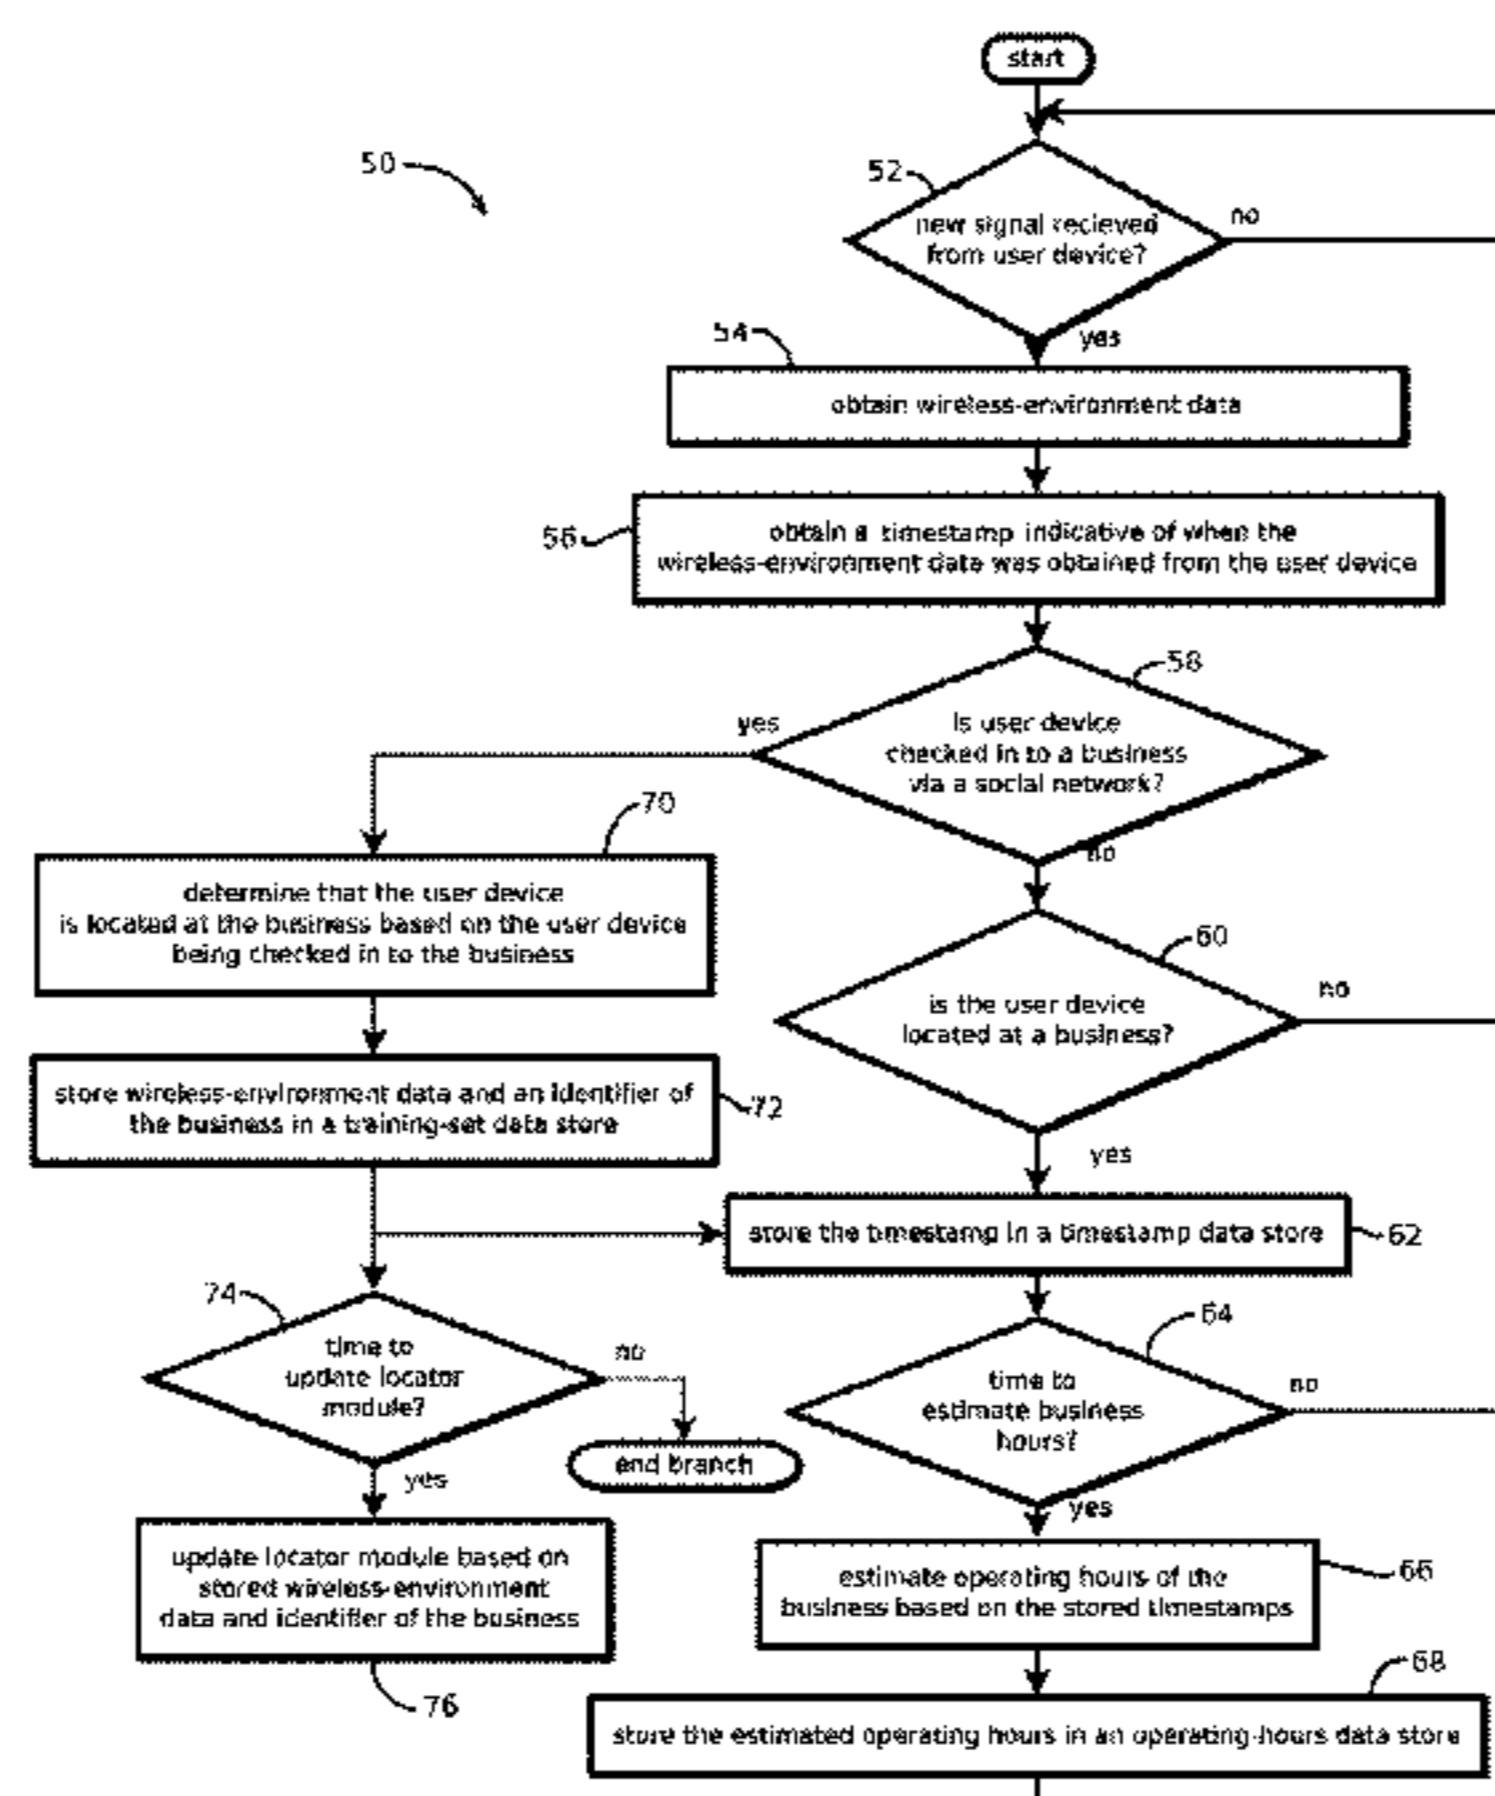 start
50
52
new signal recieved
from user device?
no
yes
54
obtain wireless-environment data
56
obtain a timestamp indicative of when the
wireless-environment data was obtained from the user device
58
is user device
checked in to a business
via a social network?
yes
no
70
determine that the user device
is located at the business based on the user device
being checked in to the business
60
is the user device
located at a business?
no
yes
store wireless-environment data and an identifier of
the business in a training-set data store
72
store the timestamp in a timestamp data store
62
74
time to
update locator
module?
no
yes
end branch
64
time to
estimate business
hours?
no
yes
update locator module based on
stored wireless-environment
data and identifier of the business
76
estimate operating hours of the
business based on the stored timestamps
66
68
store the estimated operating hours in an operating-hours data store